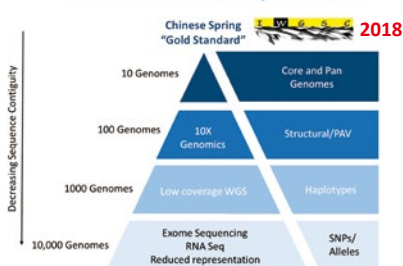 Chinese Spring
"Gold Standard"
I W G S C
2018
Decreasing Sequence Contiguity
10 Genomes
Core and Pan
Genomes
100 Genomes
10X
Genomics
Structural/PAV
1000 Genomes
Low coverage WGS
Haplotypes
10,000 Genomes
Exome Sequencing
RNA Seq
Reduced representation
SNPs/
Alleles